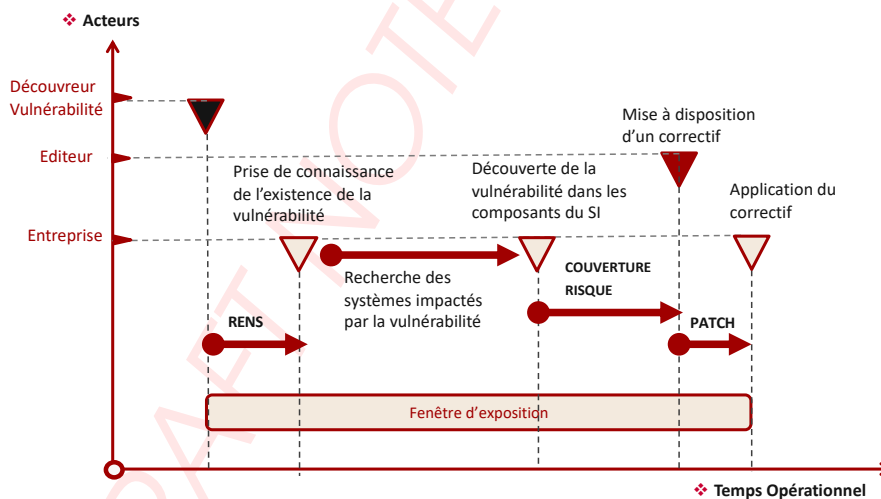 ❖ Acteurs
Découvreur
Vulnérabilité
Editeur
Entreprise
Prise de connaissance
de l'existence de la
vulnérabilité
Découverte de la
vulnérabilité dans les
composants du SI
Mise à disposition
d'un correctif
Application du
correctif
Recherche des
systèmes impactés
par la vulnérabilité
COUVERTURE
RISQUE
RENS
PATCH
Fenêtre d'exposition
❖ Temps Opérationnel